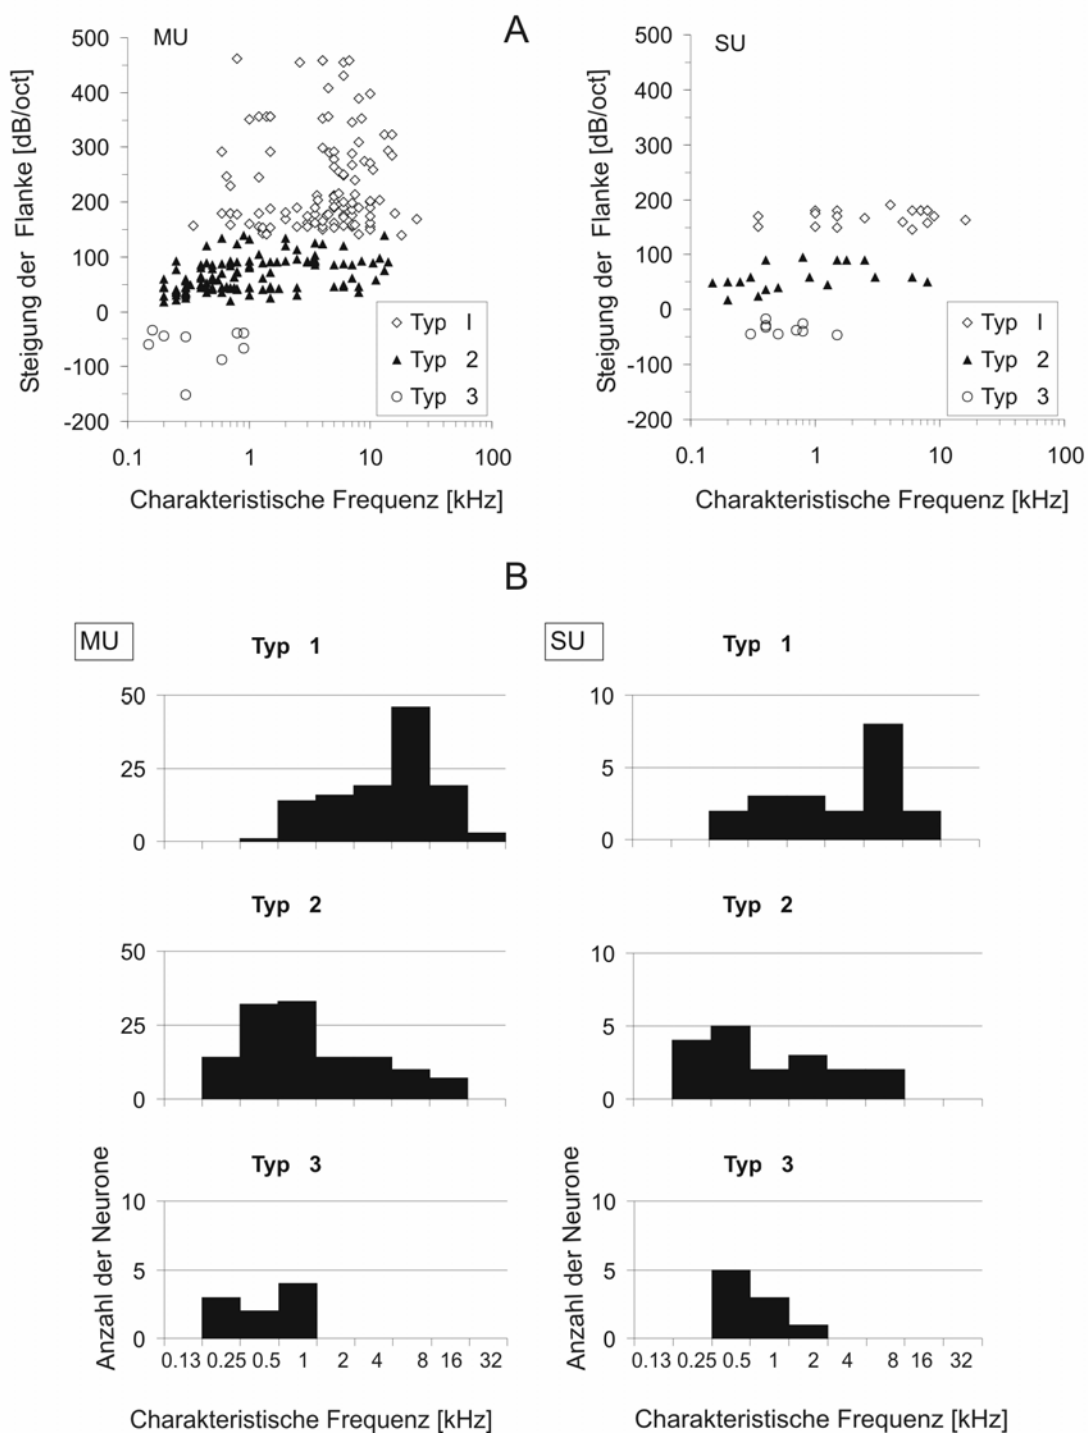 A
MU
Steigung der Flanke [dB/oct]
500
400
300
200
100
0
-100
-200
Typ I
Typ 2
Typ 3
0.1 1 10 100
Charakteristische Frequenz [kHz]
SU
Steigung der Flanke [dB/oct]
500
400
300
200
100
0
-100
-200
Typ I
Typ 2
Typ 3
0.1 1 10 100
Charakteristische Frequenz [kHz]
B
MU
Typ 1
50
25
0
Typ 2
50
25
0
Typ 3
Anzahl der Neurone
10
5
0
0.13 0.25 0.5 1 2 4 8 16 32
Charakteristische Frequenz [kHz]
SU
Typ 1
10
5
0
Typ 2
10
5
0
Typ 3
Anzahl der Neurone
10
5
0
0.13 0.25 0.5 1 2 4 8 16 32
Charakteristische Frequenz [kHz]